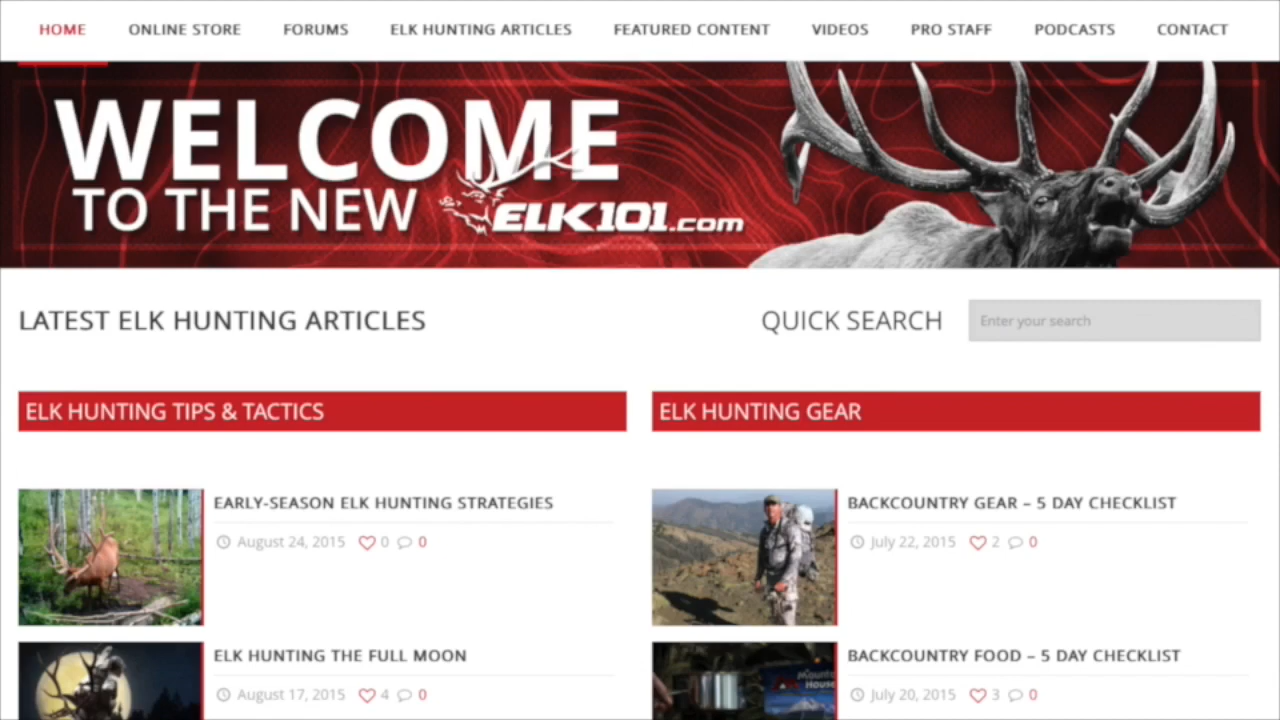 HOME ONLINE STORE FORUMS ELK HUNTING ARTICLES FEATURED CONTENT VIDEOS PRO STAFF PODCASTS CONTACT
WELCOME
TO THE NEW ELK101.com
LATEST ELK HUNTING ARTICLES
QUICK SEARCH Enter your search
ELK HUNTING TIPS & TACTICS
EARLY-SEASON ELK HUNTING STRATEGIES
August 24, 2015 0 0
ELK HUNTING THE FULL MOON
August 17, 2015 4 0
ELK HUNTING GEAR
BACKCOUNTRY GEAR – 5 DAY CHECKLIST
July 22, 2015 2 0
BACKCOUNTRY FOOD – 5 DAY CHECKLIST
July 20, 2015 3 0
Mountain
House